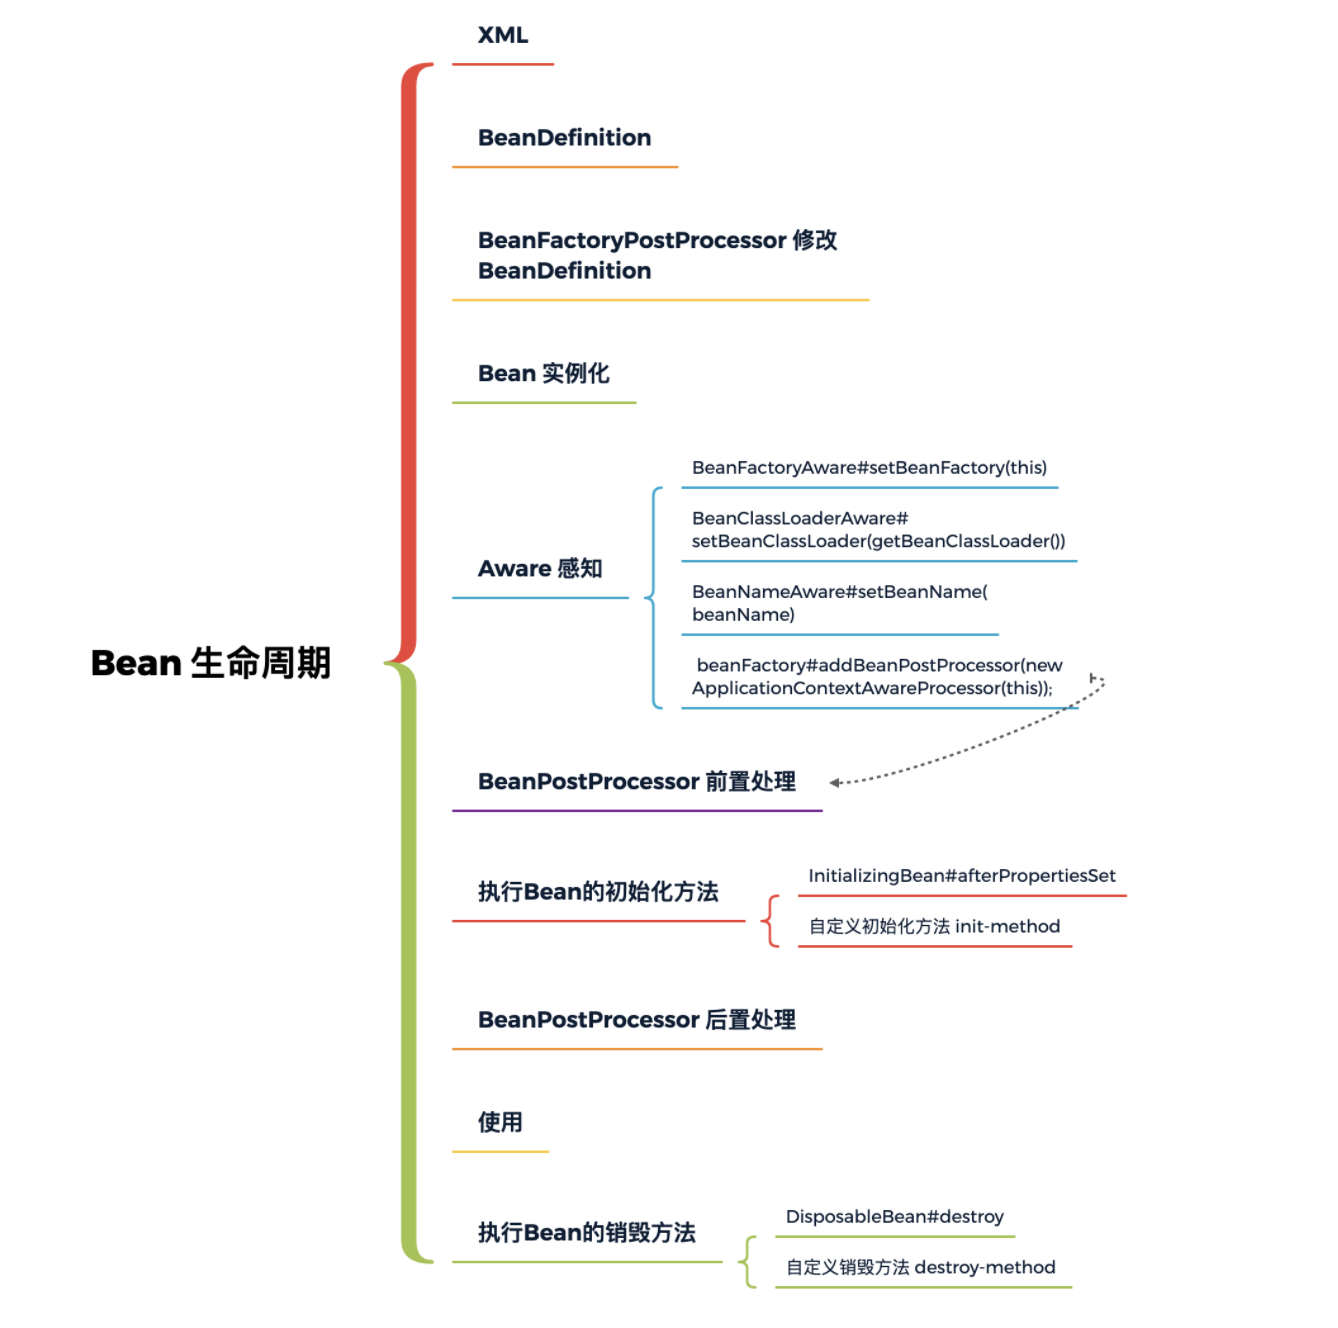 XML
BeanDefinition
BeanFactoryPostProcessor 修改
BeanDefinition
Bean 实例化
Aware 感知
BeanFactoryAware#setBeanFactory(this)
BeanClassLoaderAware#
setBeanClassLoader(getBeanClassLoader())
BeanNameAware#setBeanName(
beanName)
beanFactory#addBeanPostProcessor(new
ApplicationContextAwareProcessor(this));
Bean 生命周期
BeanPostProcessor 前置处理
执行Bean的初始化方法
InitializingBean#afterPropertiesSet
自定义初始化方法 init-method
BeanPostProcessor 后置处理
使用
执行Bean的销毁方法
DisposableBean#destroy
自定义销毁方法 destroy-method